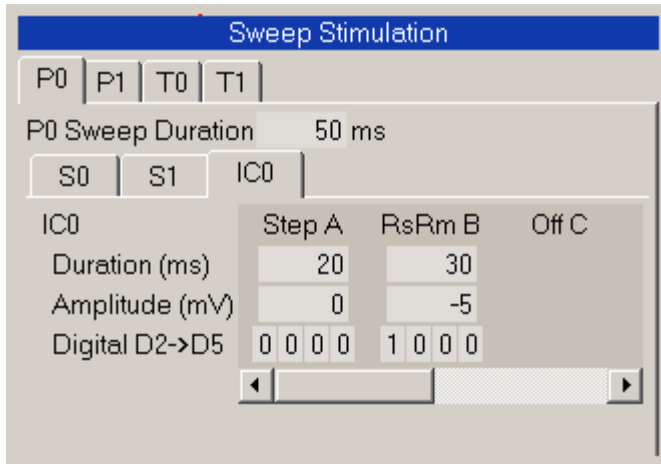 Sweep Stimulation
P0 P1 T0 T1
P0 Sweep Duration 50 ms
S0 S1 IC0
IC0 Step A RsRm B Off C
Duration (ms) 20 30
Amplitude (mV) 0 -5
Digital D2->D5 0 0 0 0 1 0 0 0